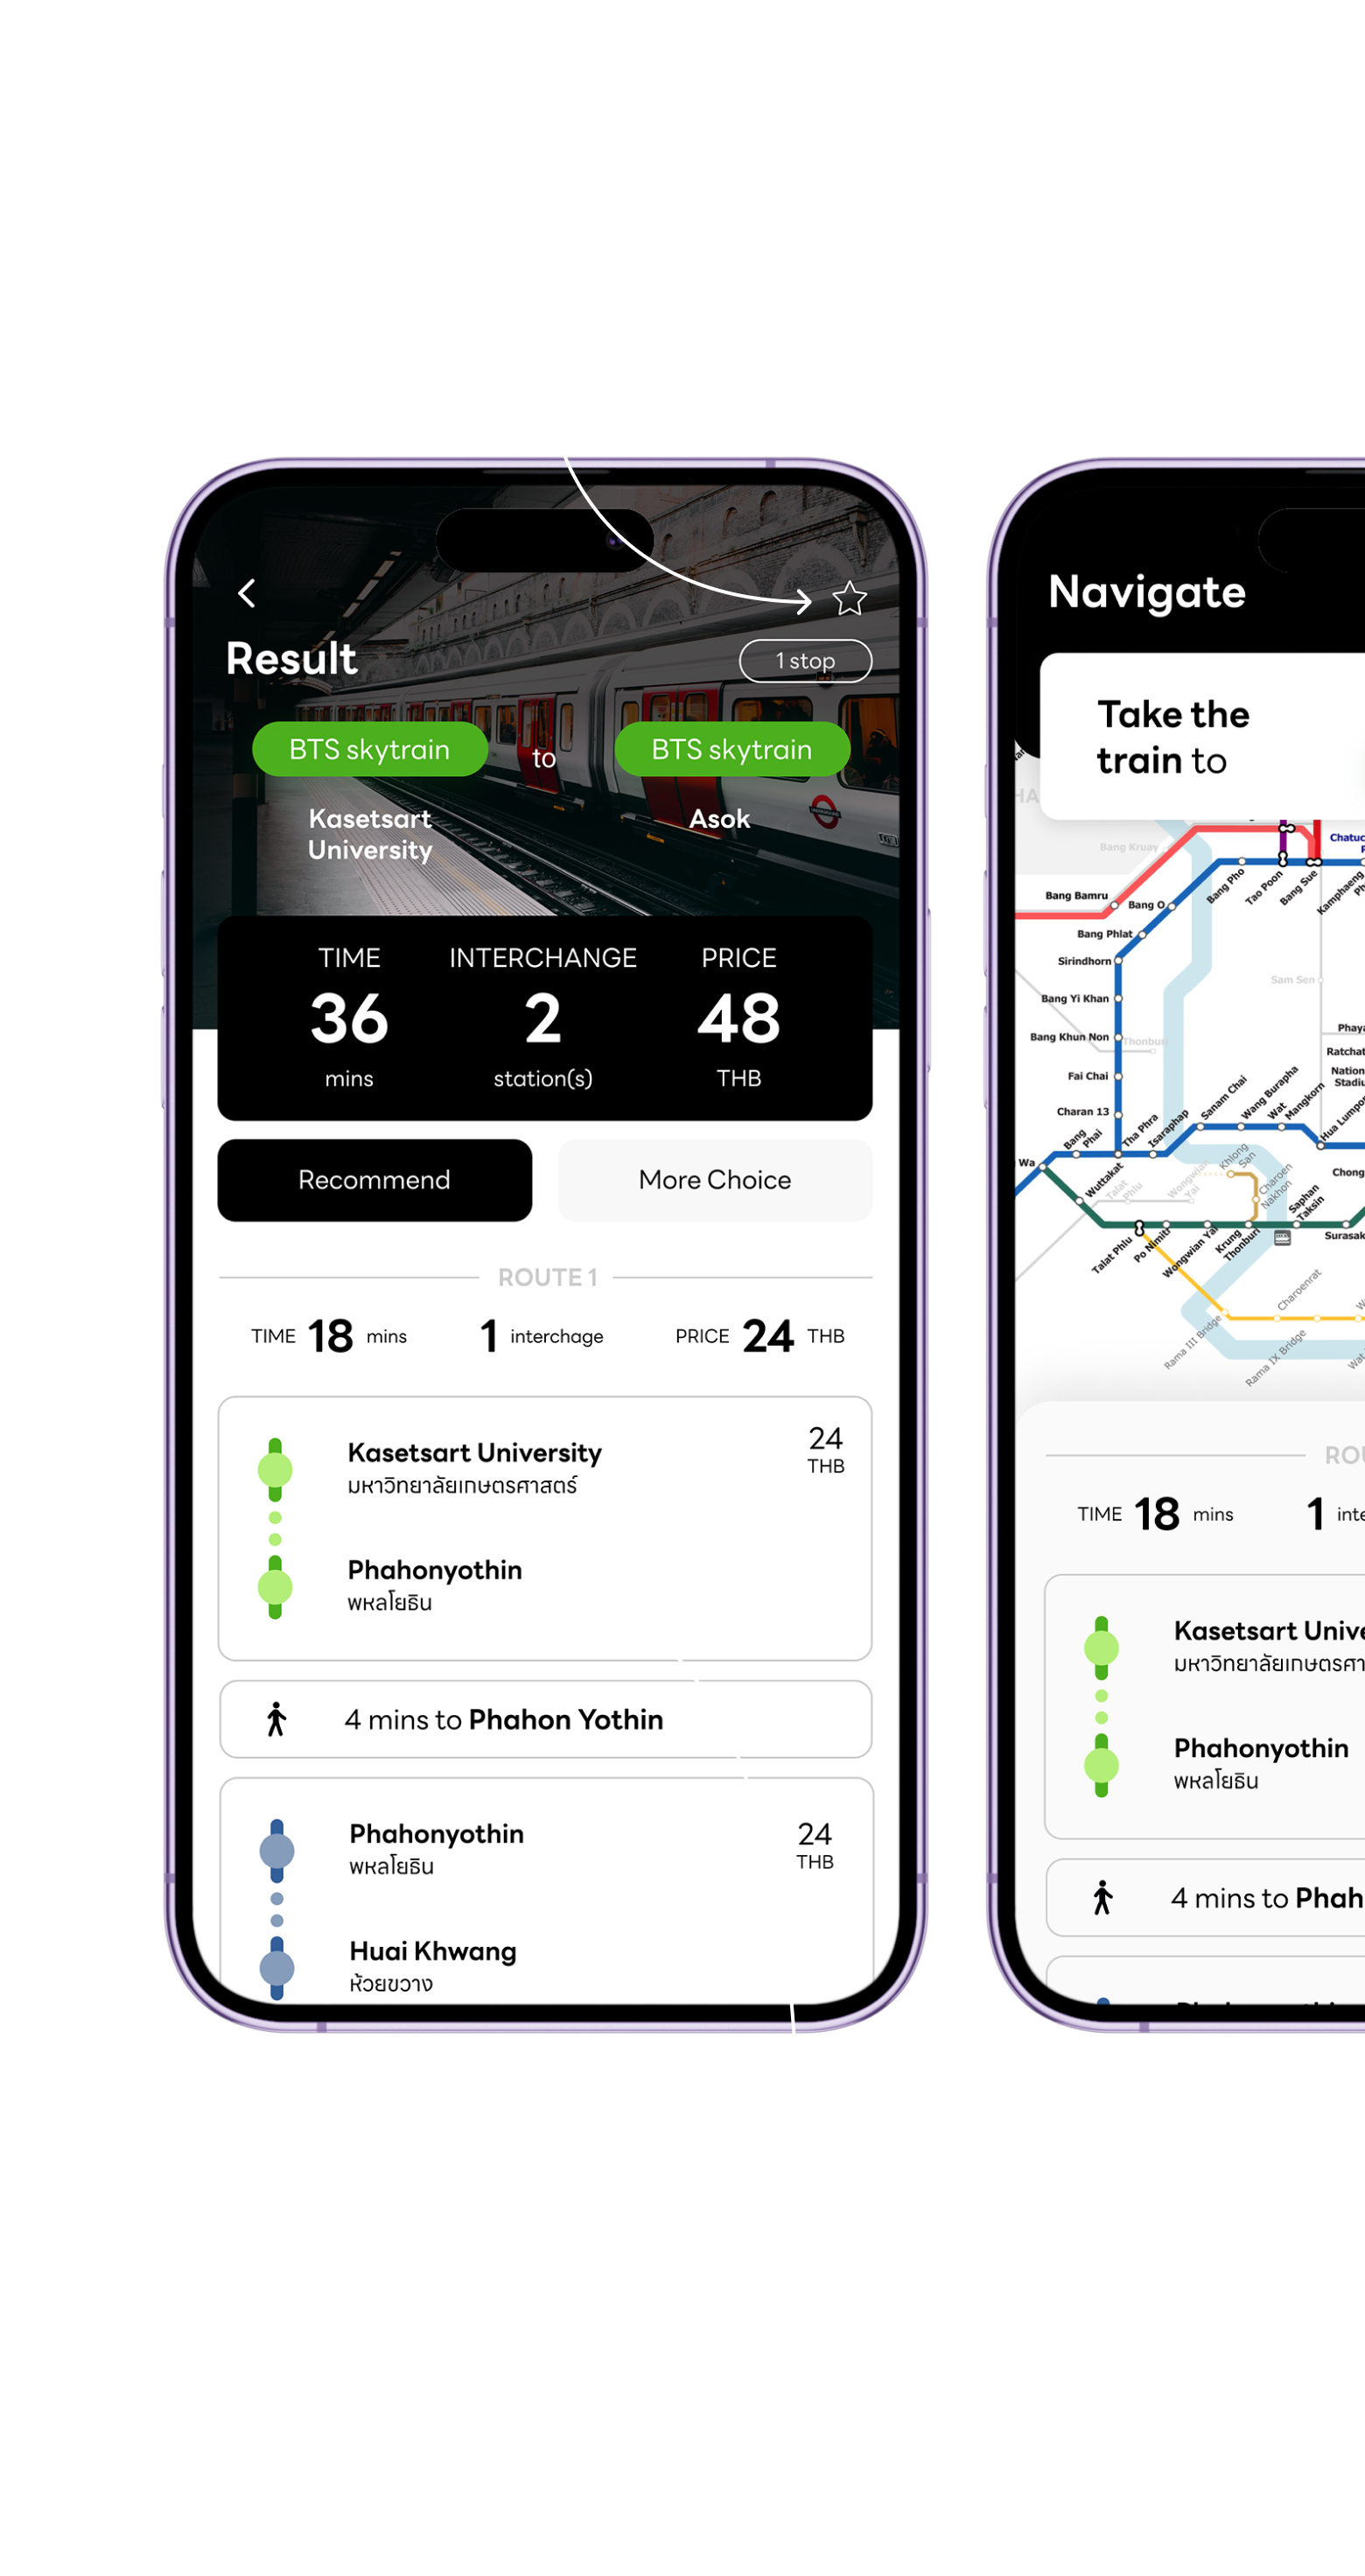 Result
1 stop
BTS skytrain
to
BTS skytrain
Kasetsart
University
Asok
TIME
INTERCHANGE
PRICE
36
2
48
mins
station(s)
THB
Recommend
More Choice
ROUTE 1
TIME 18 mins
1 interchage
PRICE 24 THB
Kasetsart University
มหาวิทยาลัยเกษตรศาสตร์
24
THB
Phahonyothin
พหลโยธิน
4 mins to Phahon Yothin
Phahonyothin
พหลโยธิน
24
THB
Huai Khwang
ห้วยขวาง
Navigate
Take the
train to
HA
Bang Kruay
Chatuc
P
Bang Bamru
Bang O
Bang Pho
Tao Poon
Bang Sue
Kamphaeng
Ph
Bang Phlat
Sirindhorn
Sam Sen
Bang Yi Khan
Bang Khun Non
Thonburi
Phaya
Ratchat
Nation
Stadiu
Fai Chai
Charan 13
Bang
Phai
Tha Phra
Isaraphap
Sanam Chai
Wang Burapha
Wat
Mangkorn
Hua Lumpo
Wa
Wuttakat
Talat
Phlu
Wongwian
Yai
Khlong
San
Charoen
Nakhon
Saphan
Taksin
Chong
Surasak
Talat Phlu
Po Nimitr
Wongwian Yai
Krung
Thonburi
Charoenrat
Rama III Bridge
Rama IX Bridge
Wat
ROU
TIME 18 mins
1 inte
Kasetsart Unive
มหาวิทยาลัยเกษตรศา
Phahonyothin
พหลโยธิน
4 mins to Phah